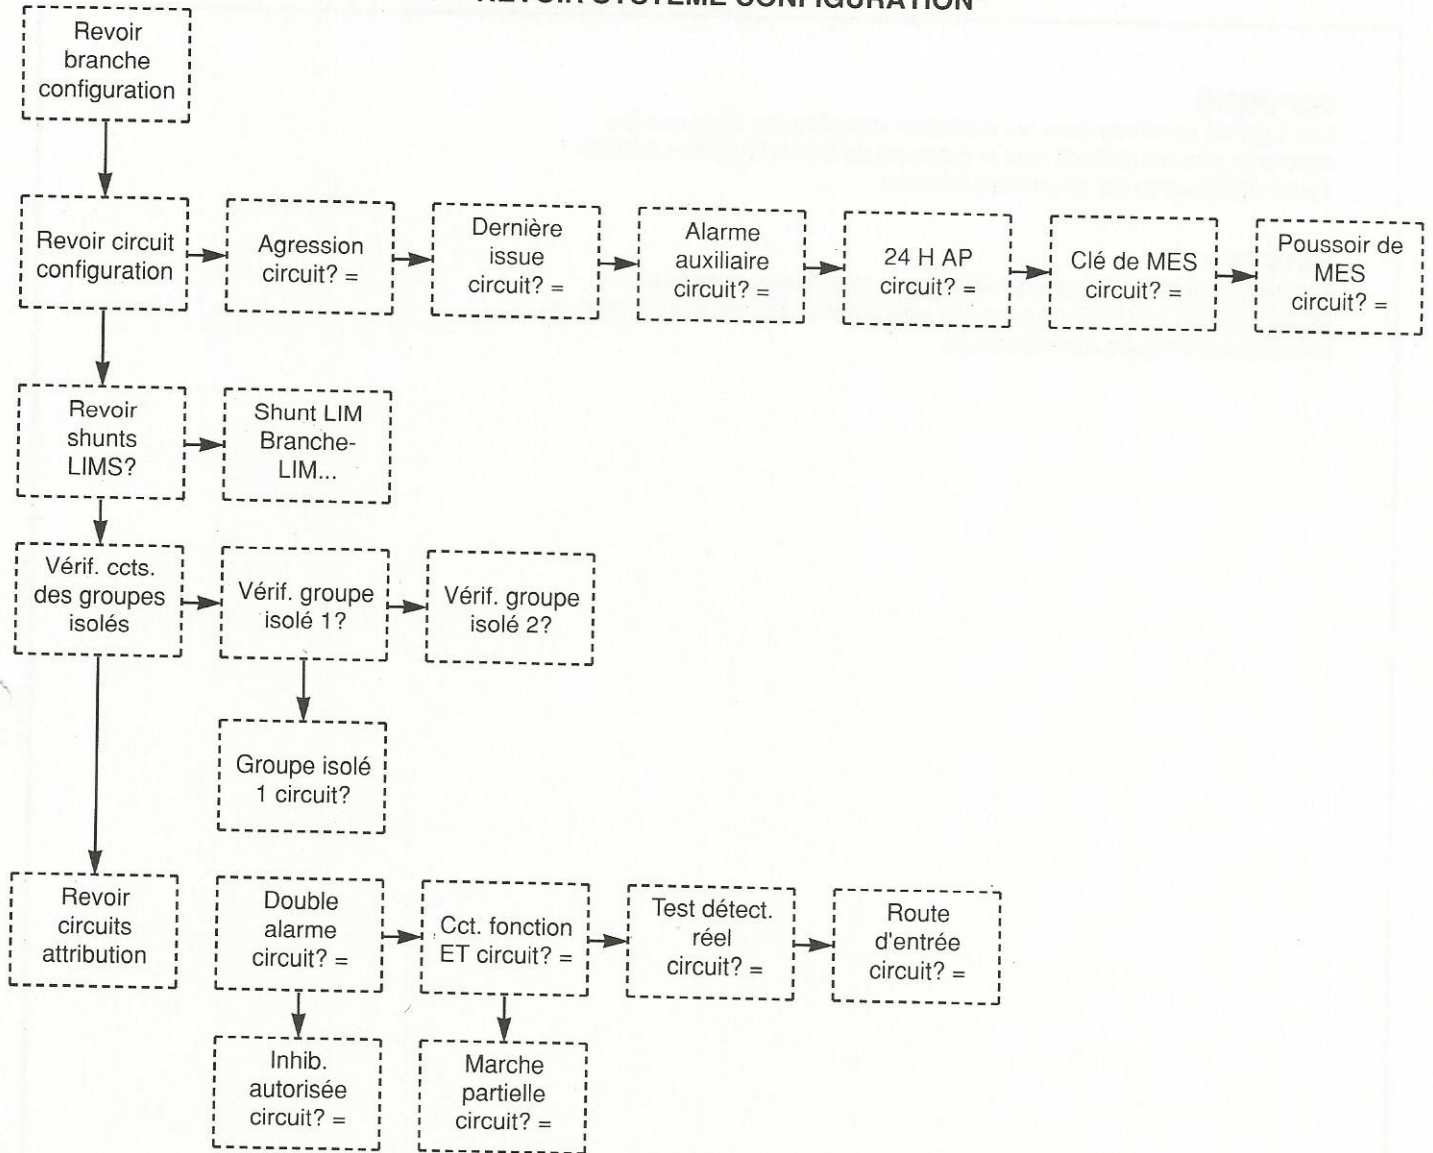 REVOIR SYSTEME CONFIGURATION
Revoir
branche
configuration
Revoir circuit
configuration
Agression
circuit? =
Dernière
issue
circuit? =
Alarme
auxiliaire
circuit? =
24 H AP
circuit? =
Clé de MES
circuit? =
Poussoir de
MES
circuit? =
Revoir
shunts
LIMS?
Shunt LIM
Branche-
LIM...
Vérif. ccts.
des groupes
isolés
Vérif. groupe
isolé 1?
Vérif. groupe
isolé 2?
Groupe isolé
1 circuit?
Revoir
circuits
attribution
Double
alarme
circuit? =
Cct. fonction
ET circuit? =
Test détect.
réel
circuit? =
Route
d'entrée
circuit? =
Inhib.
autorisée
circuit? =
Marche
partielle
circuit? =